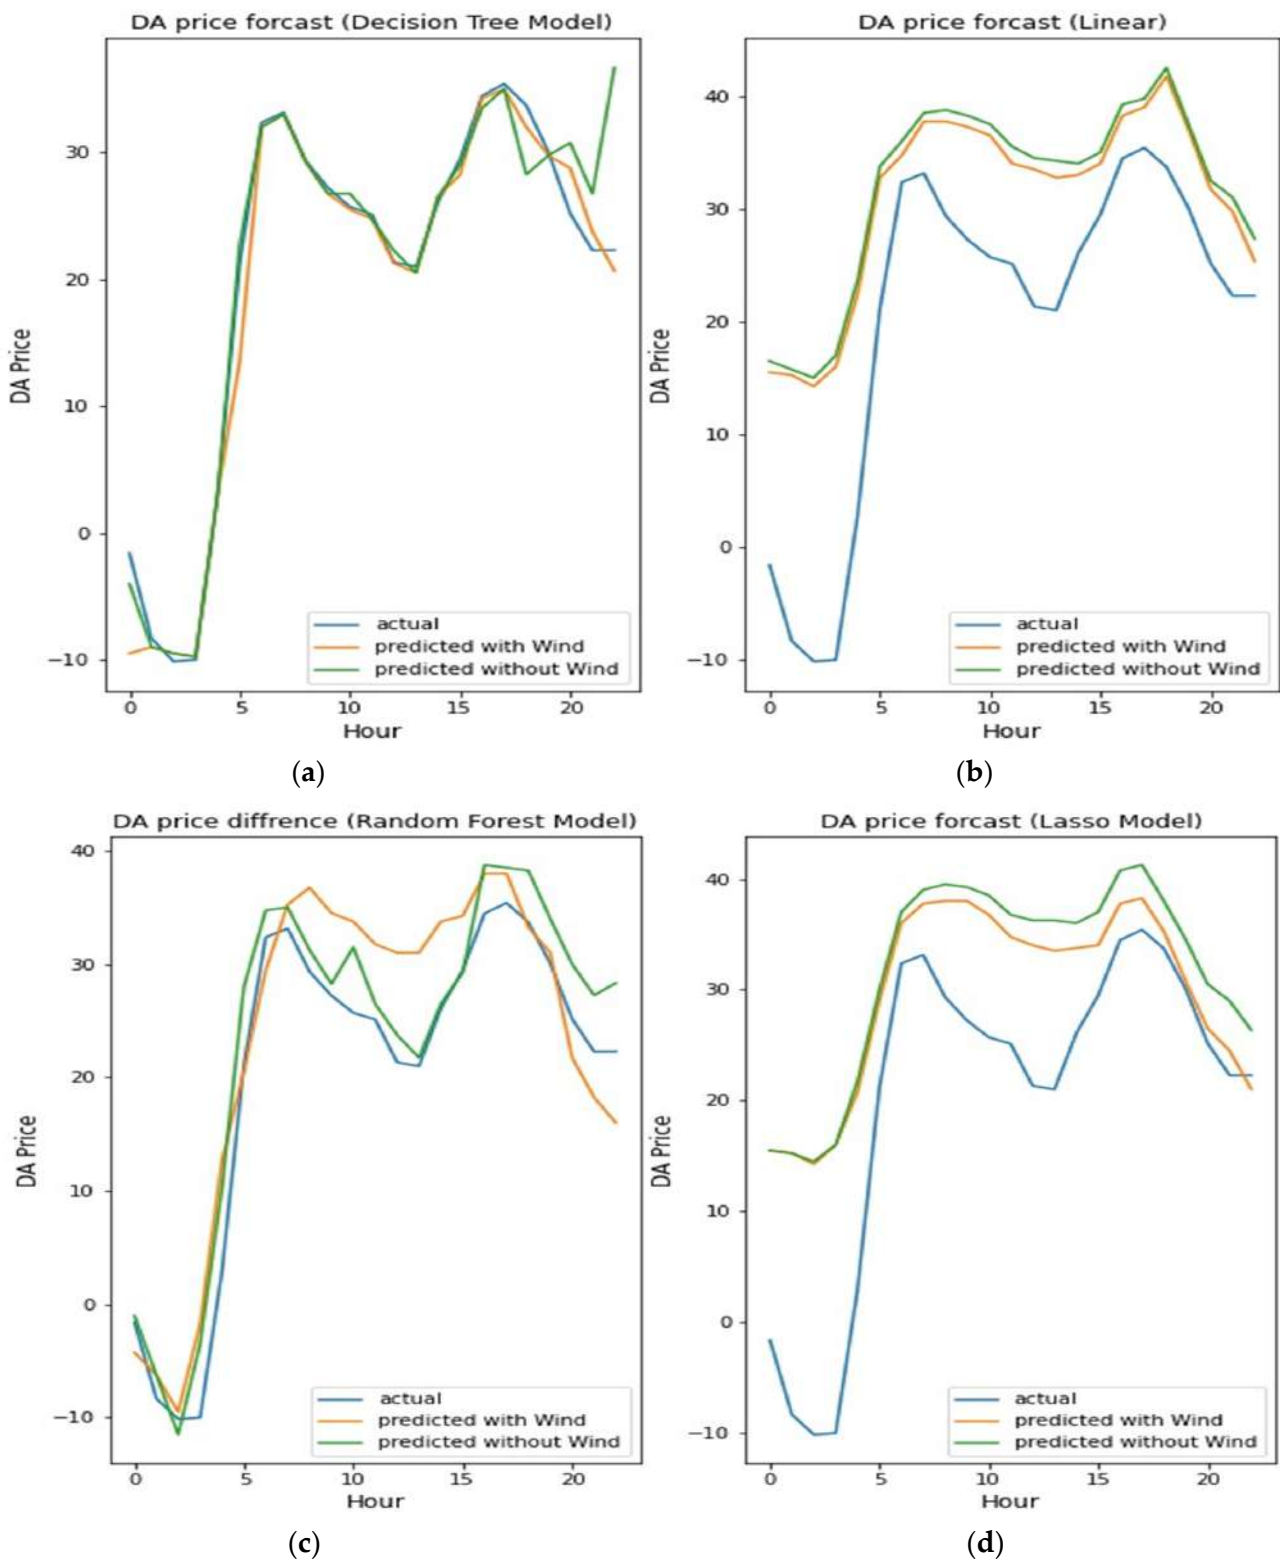 DA price forcast (Decision Tree Model)
DA Price
30
20
10
0
−10
actual
predicted with Wind
predicted without Wind
0 5 10 15 20
Hour
(a)
DA price forcast (Linear)
DA Price
40
30
20
10
0
−10
actual
predicted with Wind
predicted without Wind
0 5 10 15 20
Hour
(b)
DA price diffrence (Random Forest Model)
DA Price
40
30
20
10
0
−10
actual
predicted with Wind
predicted without Wind
0 5 10 15 20
Hour
(c)
DA price forcast (Lasso Model)
DA Price
40
30
20
10
0
−10
actual
predicted with Wind
predicted without Wind
0 5 10 15 20
Hour
(d)